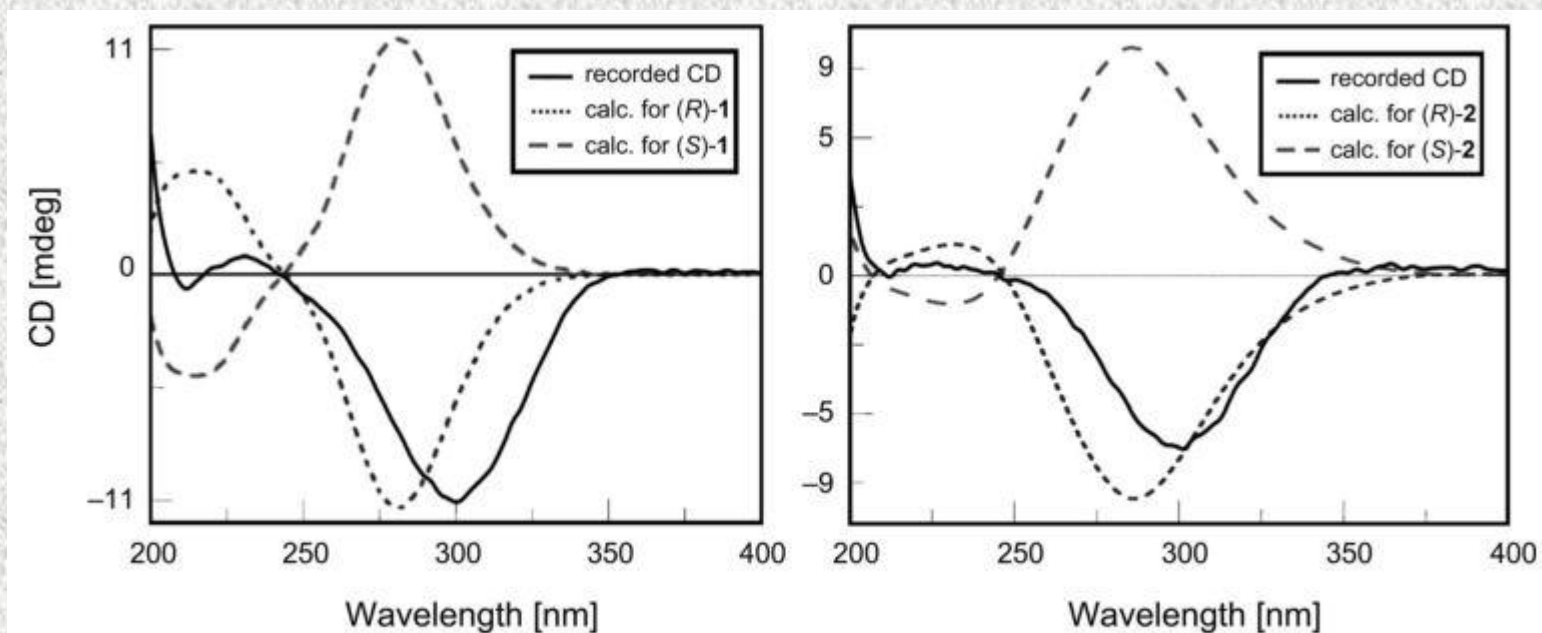 CD [mdeg]
11
0
–11
recorded CD
calc. for (R)-1
calc. for (S)-1
200
250
300
350
400
Wavelength [nm]
9
5
0
-5
-9
recorded CD
calc. for (R)-2
calc. for (S)-2
200
250
300
350
400
Wavelength [nm]